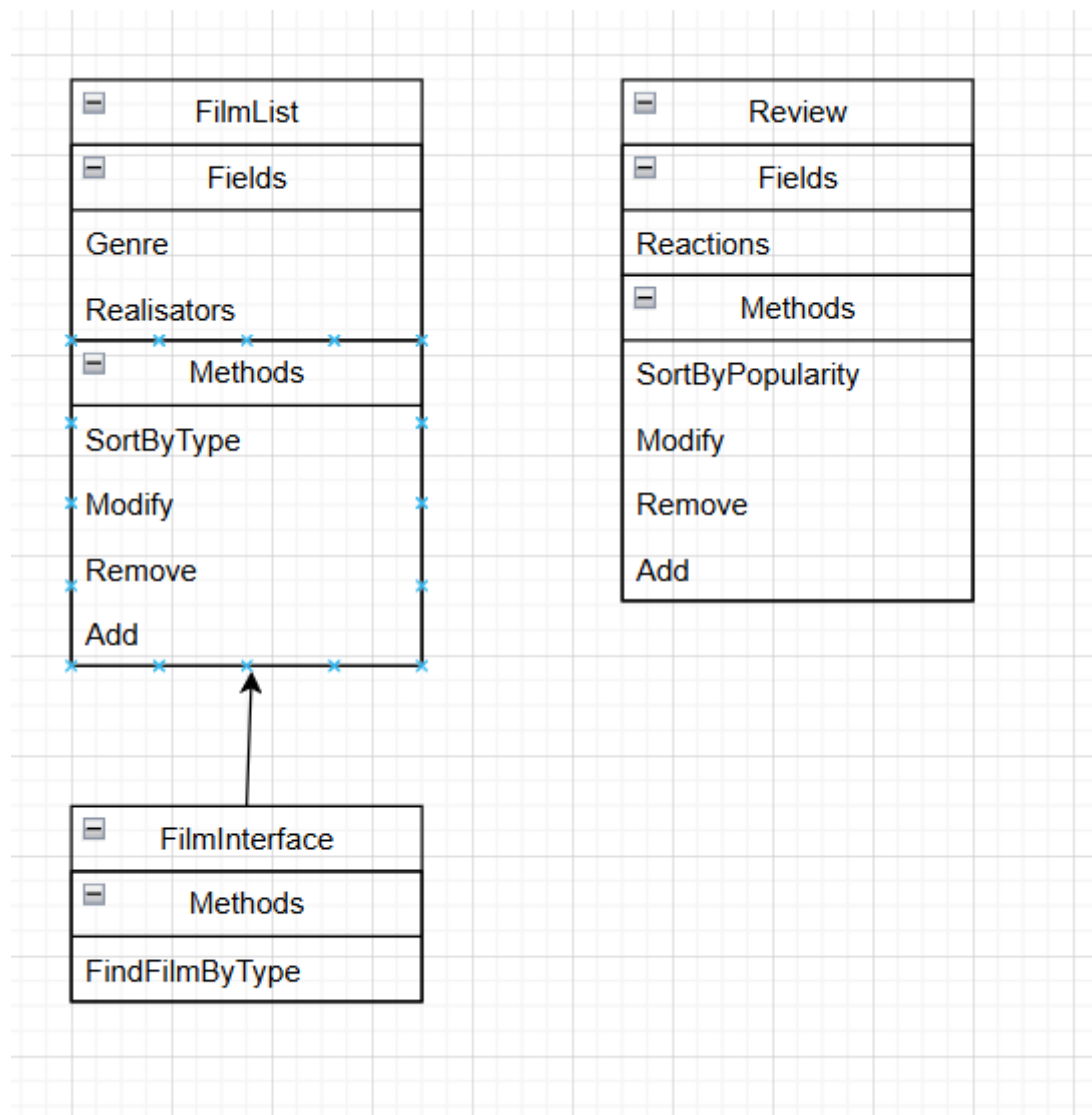 FilmList
Fields
Genre
Realisators
Methods
SortByType
Modify
Remove
Add
Review
Fields
Reactions
Methods
SortByPopularity
Modify
Remove
Add
FilmInterface
Methods
FindFilmByType